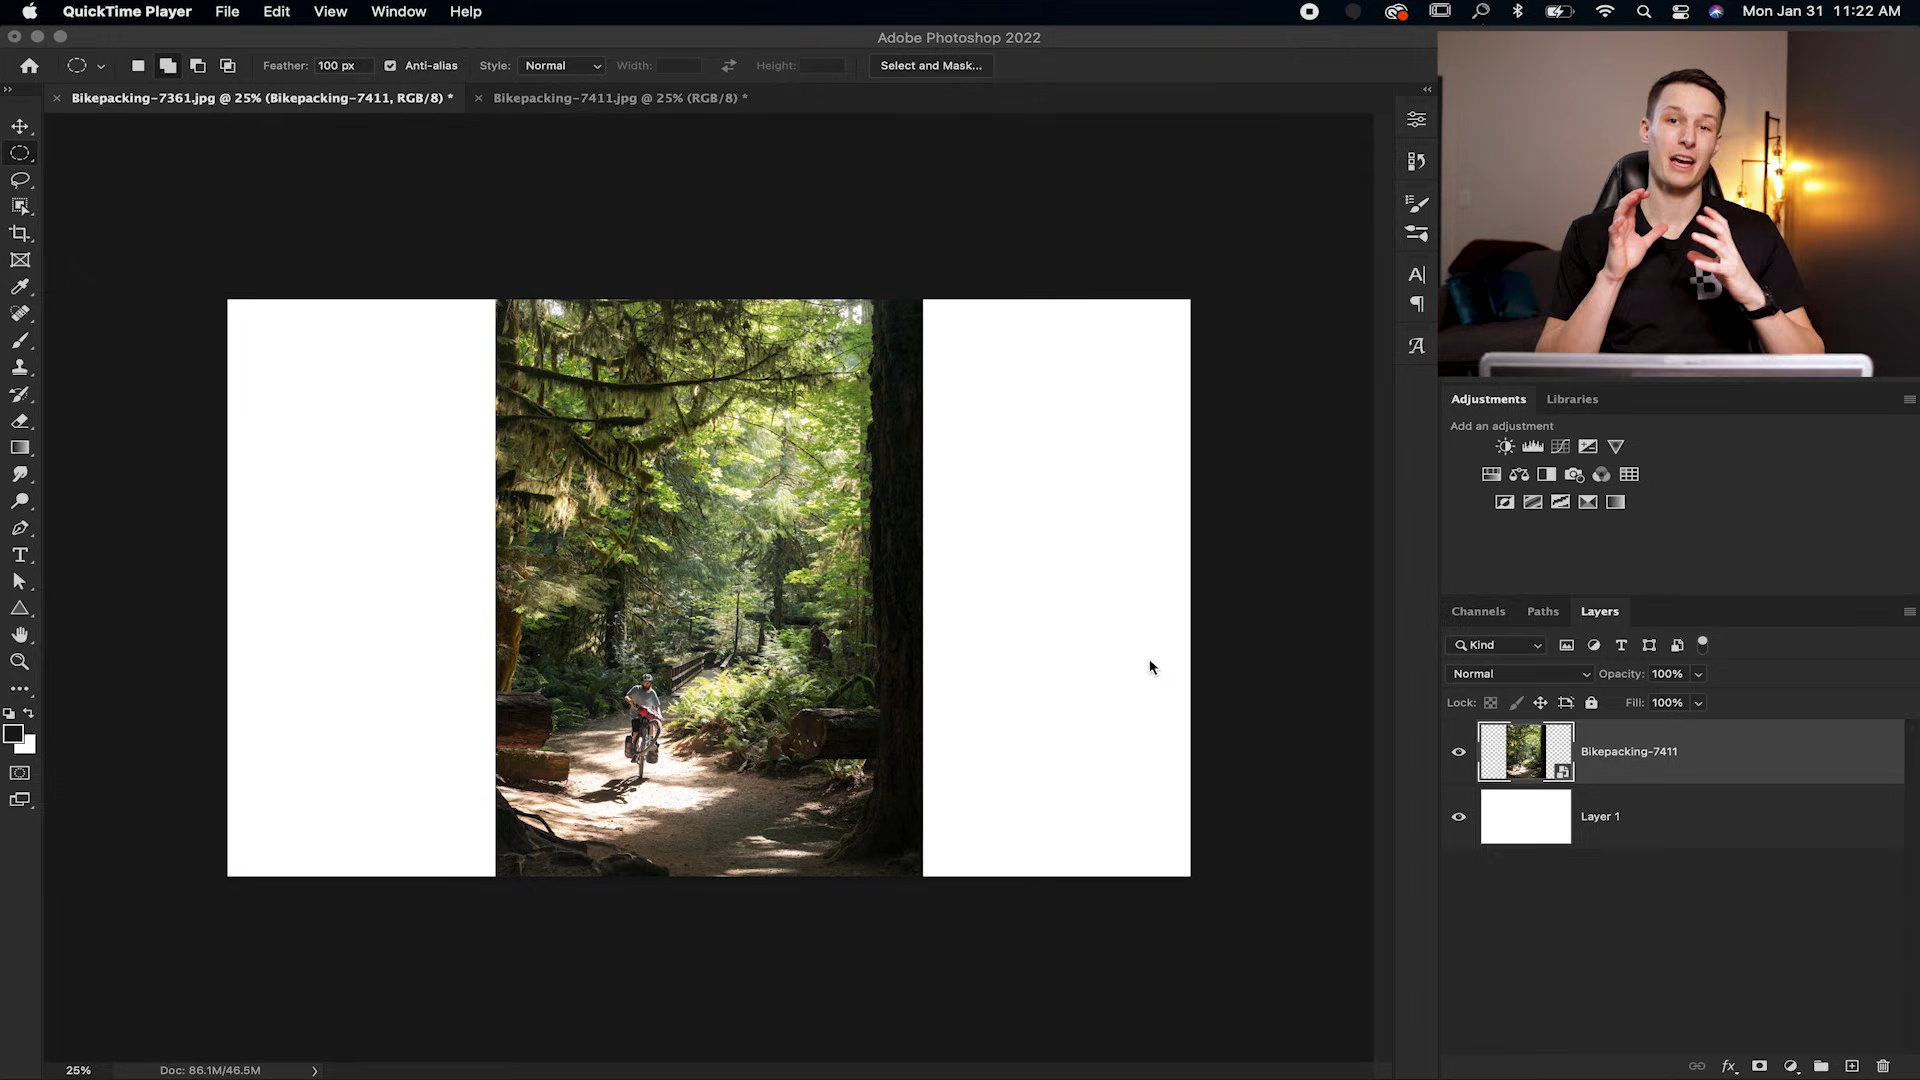 QuickTime Player File Edit View Window Help Mon Jan 31 11:22 AM
Adobe Photoshop 2022
Feather: 100 px Anti-alias Style: Normal Width: Height: Select and Mask...
Bikepacking-7361.jpg @ 25% (Bikepacking-7411, RGB/8) * Bikepacking-7411.jpg @ 25% (RGB/8) *
Adjustments Libraries
Add an adjustment
Channels Paths Layers
Kind
Normal Opacity: 100%
Lock: Fill: 100%
Bikepacking-7411
Layer 1
25% Doc: 86.1M/46.5M